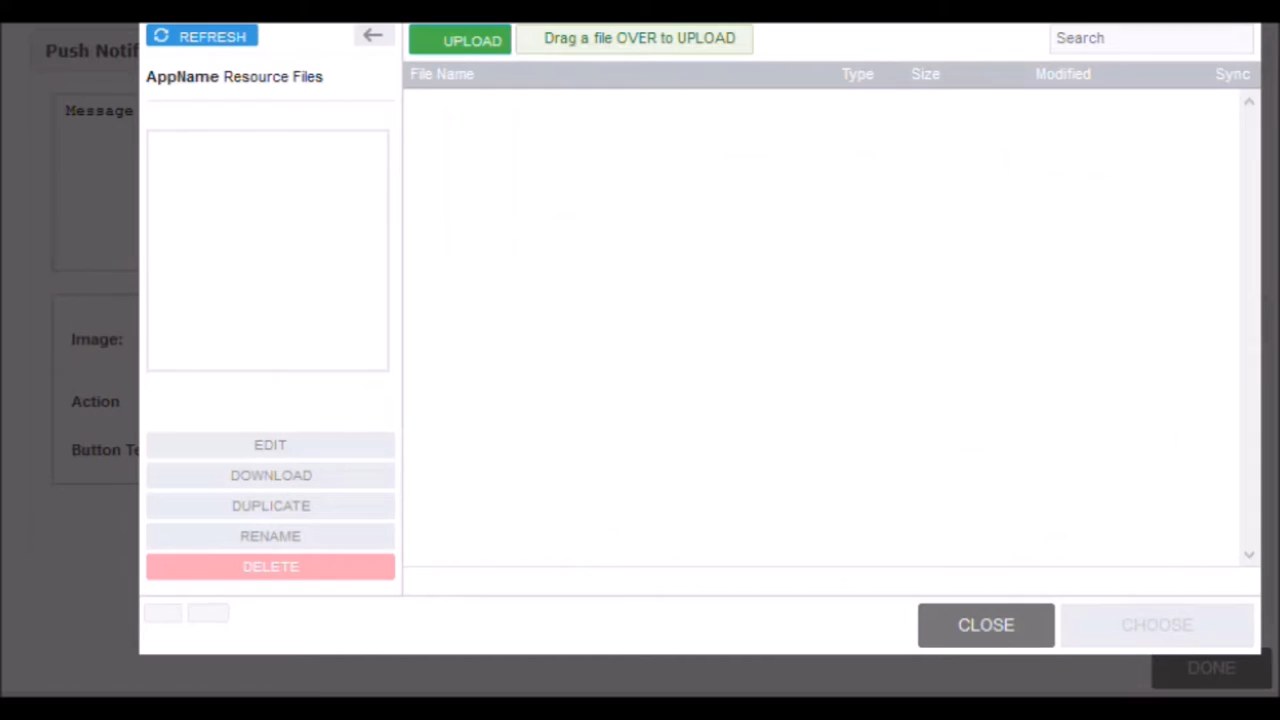 REFRESH
AppName Resource Files
EDIT
DOWNLOAD
DUPLICATE
RENAME
DELETE
UPLOAD
Drag a file OVER to UPLOAD
Search
File Name Type Size Modified Sync
CLOSE
CHOOSE
Push Notif
Message
Image:
Action
Button Te
DONE